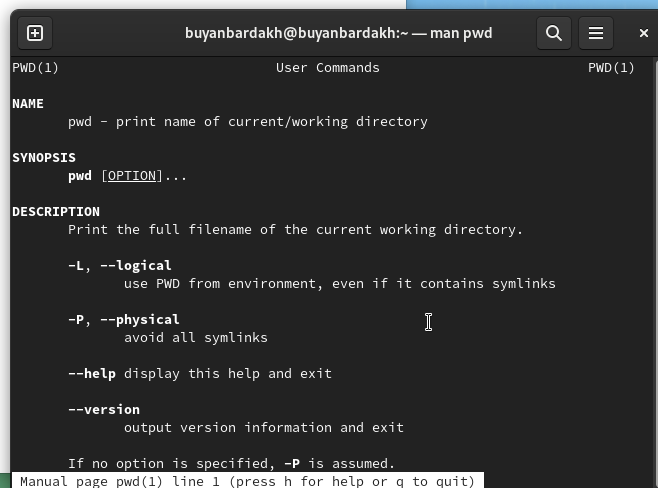 buyanbardakh@buyanbardakh:~ — man pwd
PWD(1) User Commands PWD(1)
NAME
pwd - print name of current/working directory
SYNOPSIS
pwd [OPTION]...
DESCRIPTION
Print the full filename of the current working directory.
-L, --logical
use PWD from environment, even if it contains symlinks
-P, --physical
avoid all symlinks
--help display this help and exit
--version
output version information and exit
If no option is specified, -P is assumed.
Manual page pwd(1) line 1 (press h for help or q to quit)